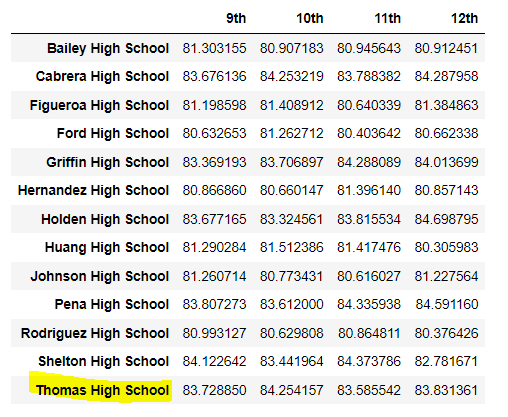 9th 10th 11th 12th
Bailey High School 81.303155 80.907183 80.945643 80.912451
Cabrera High School 83.676136 84.253219 83.788382 84.287958
Figueroa High School 81.198598 81.408912 80.640339 81.384863
Ford High School 80.632653 81.262712 80.403642 80.662338
Griffin High School 83.369193 83.706897 84.288089 84.013699
Hernandez High School 80.866860 80.660147 81.396140 80.857143
Holden High School 83.677165 83.324561 83.815534 84.698795
Huang High School 81.290284 81.512386 81.417476 80.305983
Johnson High School 81.260714 80.773431 80.616027 81.227564
Pena High School 83.807273 83.612000 84.335938 84.591160
Rodriguez High School 80.993127 80.629808 80.864811 80.376426
Shelton High School 84.122642 83.441964 84.373786 82.781671
Thomas High School 83.728850 84.254157 83.585542 83.831361